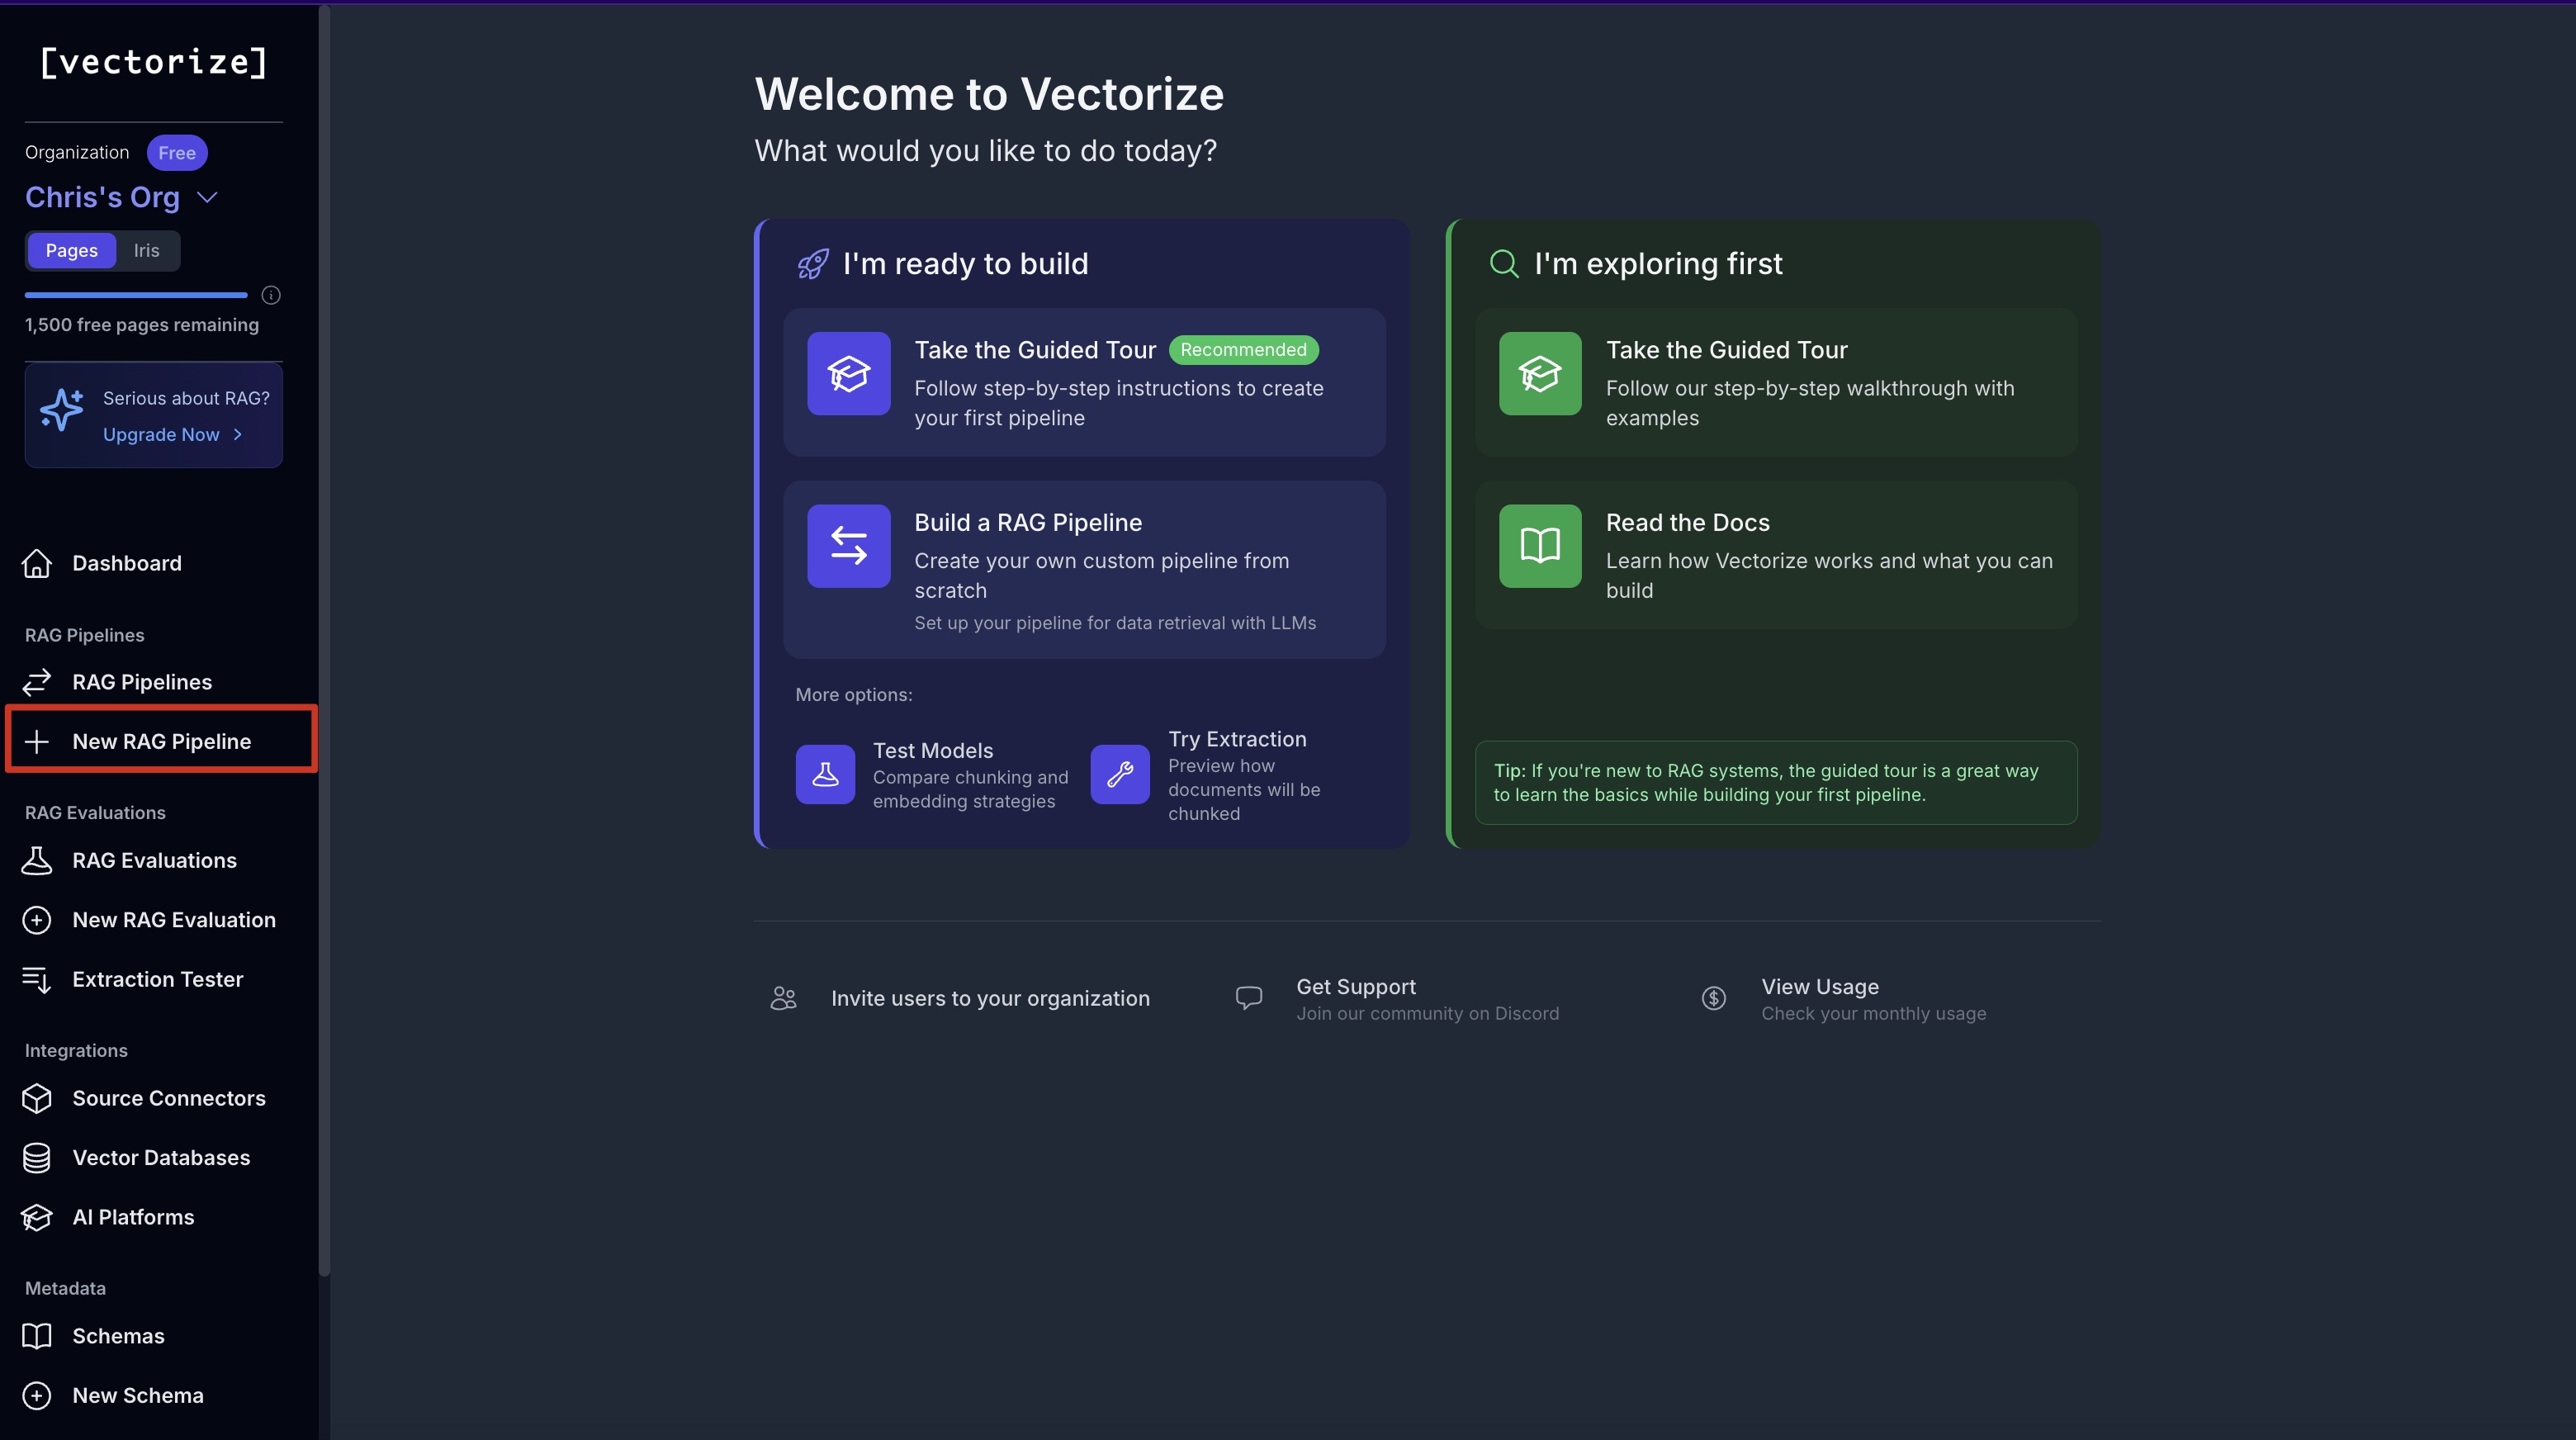 [vectorize]
Organization Free
Chris's Org
Pages Iris
1,500 free pages remaining
Serious about RAG?
Upgrade Now
Dashboard
RAG Pipelines
RAG Pipelines
New RAG Pipeline
RAG Evaluations
RAG Evaluations
New RAG Evaluation
Extraction Tester
Integrations
Source Connectors
Vector Databases
AI Platforms
Metadata
Schemas
New Schema
Welcome to Vectorize
What would you like to do today?
I'm ready to build
Take the Guided Tour Recommended
Follow step-by-step instructions to create
your first pipeline
Build a RAG Pipeline
Create your own custom pipeline from
scratch
Set up your pipeline for data retrieval with LLMs
More options:
Test Models
Compare chunking and
embedding strategies
Try Extraction
Preview how
documents will be
chunked
I'm exploring first
Take the Guided Tour
Follow our step-by-step walkthrough with
examples
Read the Docs
Learn how Vectorize works and what you can
build
Tip: If you're new to RAG systems, the guided tour is a great way
to learn the basics while building your first pipeline.
Invite users to your organization
Get Support
Join our community on Discord
View Usage
Check your monthly usage